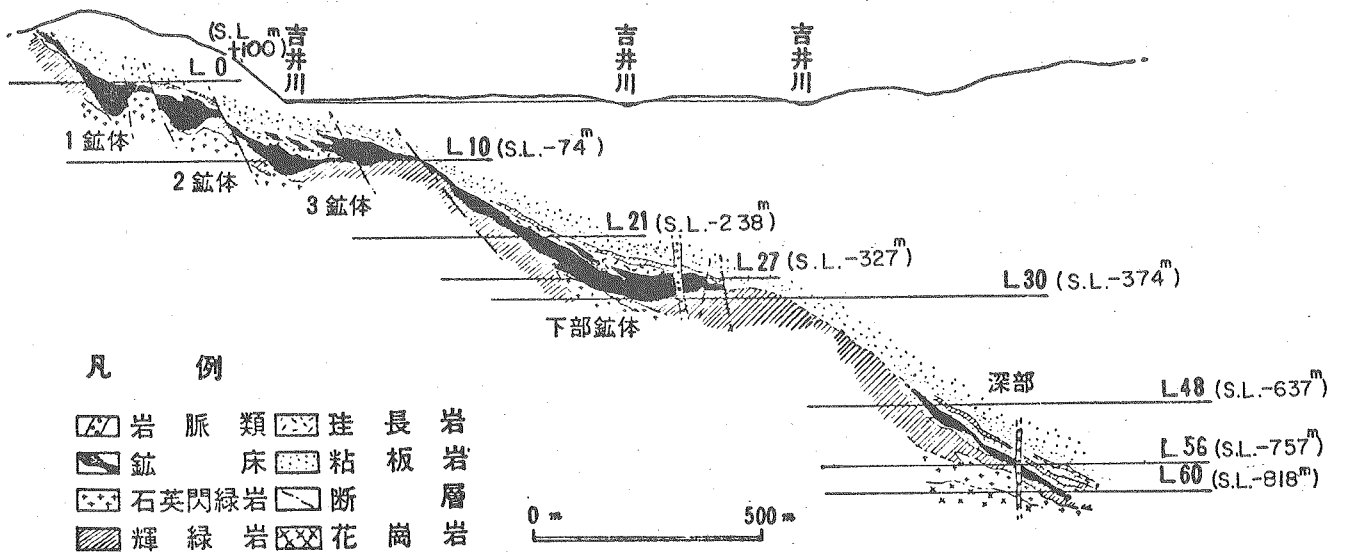 (S.L. +100m)
吉井川
吉井川
吉井川
L 0
1 鉱体
2 鉱体
3 鉱体
L 10 (S.L.-74m)
L 21 (S.L.-238m)
L 27 (S.L.-327m)
L 30 (S.L.-374m)
下部鉱体
深部
L 48 (S.L.-637m)
L 56 (S.L.-757m)
L 60 (S.L.-818m)
凡例
岩脈類 珪長岩
鉱床 粘板岩
石英閃緑岩 断層
輝緑岩 花崗岩
0 m 500 m